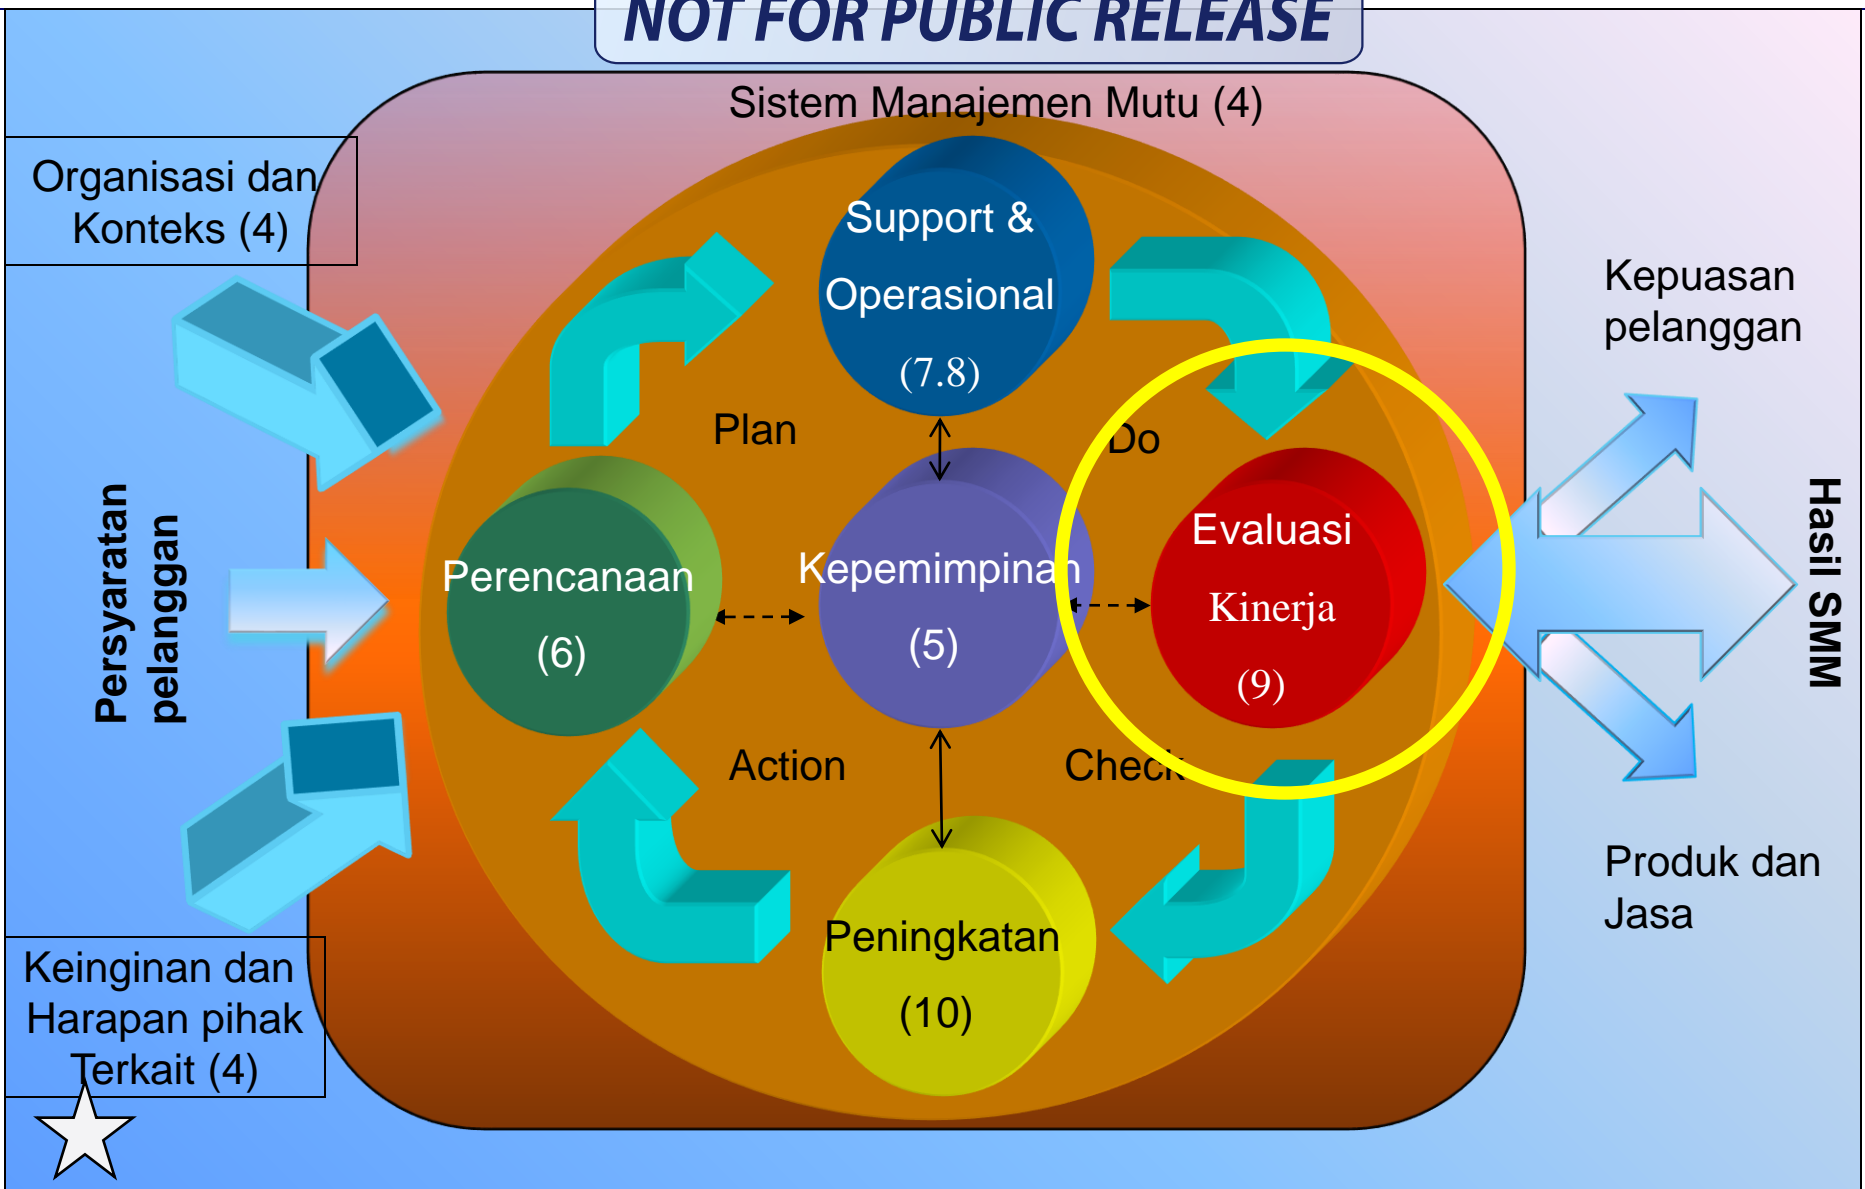 NOT FOR PUBLIC RELEASE
Sistem Manajemen Mutu (4)
Organisasi dan
Konteks (4)
Support &
Operasional
(7.8)
Kepuasan
pelanggan
Plan
Do
Persyaratan
pelanggan
Perencanaan
(6)
Kepemimpinan
(5)
Evaluasi
Kinerja
(9)
Hasil SMM
Action
Check
Peningkatan
(10)
Produk dan
Jasa
Keinginan dan
Harapan pihak
Terkait (4)